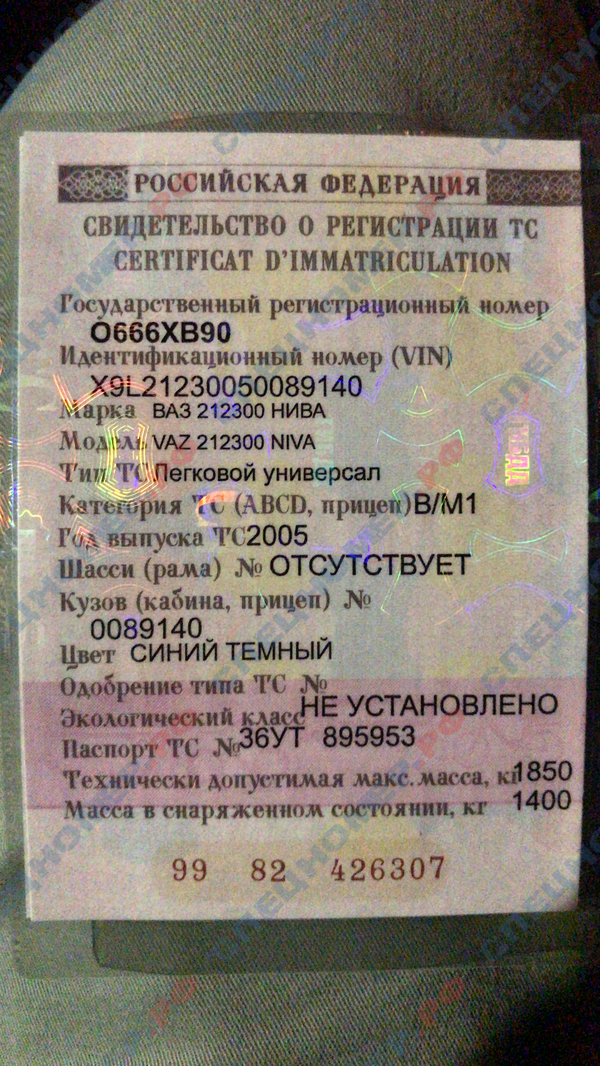 РОССИЙСКАЯ ФЕДЕРАЦИЯ
СВИДЕТЕЛЬСТВО О РЕГИСТРАЦИИ ТС
CERTIFICAT D'IMMATRICULATION
Государственный регистрационный номер
О666ХВ90
Идентификационный номер (VIN)
X9L21230050089140
Марка ВАЗ 212300 НИВА
Модель VAZ 212300 NIVA
Тип ТС Легковой универсал
Категория ТС (ABCD, прицеп) B/M1
Год выпуска ТС 2005
Шасси (рама) № ОТСУТСТВУЕТ
Кузов (кабина, прицеп) №
0089140
Цвет СИНИЙ ТЕМНЫЙ
Одобрение типа ТС №
Экологический класс НЕ УСТАНОВЛЕНО
Паспорт ТС № 36УТ 895953
Технически допустимая макс. масса, кг 1850
Масса в снаряженном состоянии, кг 1400
99 82 426307
СПЕЦНОМЕР.РФ